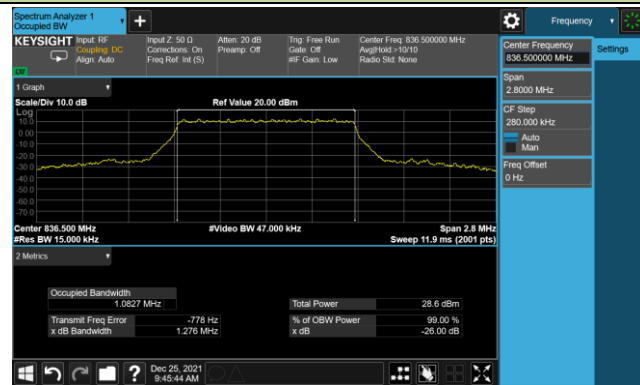 Spectrum Analyzer 1
Occupied BW
Frequency
KEYSIGHT
Input: RF
Coupling: DC
Align: Auto
Input Z: 50 Ω
Corrections: On
Freq Ref: Int (S)
Atten: 20 dB
Preamp: Off
Trig: Free Run
Gate: Off
#IF Gain: Low
Center Freq: 836.500000 MHz
Avg|Hold:>10/10
Radio Std: None
Center Frequency
836.500000 MHz
Settings
Span
2.8000 MHz
CF Step
280.000 kHz
Auto
Man
Freq Offset
0 Hz
1 Graph
Scale/Div 10.0 dB
Ref Value 20.00 dBm
Log
10.0
0.00
-10.0
-20.0
-30.0
-40.0
-50.0
-60.0
-70.0
Center 836.500 MHz
#Video BW 47.000 kHz
Span 2.8 MHz
#Res BW 15.000 kHz
Sweep 11.9 ms (2001 pts)
2 Metrics
Occupied Bandwidth
1.0827 MHz
Total Power 28.6 dBm
Transmit Freq Error -778 Hz
% of OBW Power 99.00 %
x dB Bandwidth 1.276 MHz
x dB -26.00 dB
?
Dec 25, 2021
9:45:44 AM